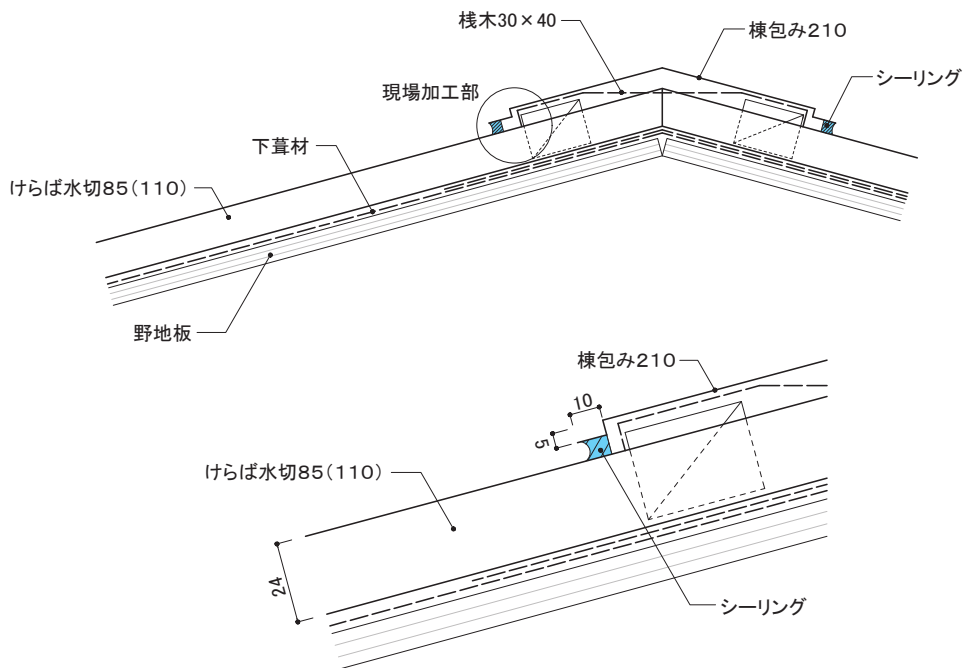 桟木30×40
棟包み210
シーリング
現場加工部
下葺材
けらば水切85(110)
野地板
棟包み210
10
5
けらば水切85(110)
24
シーリング